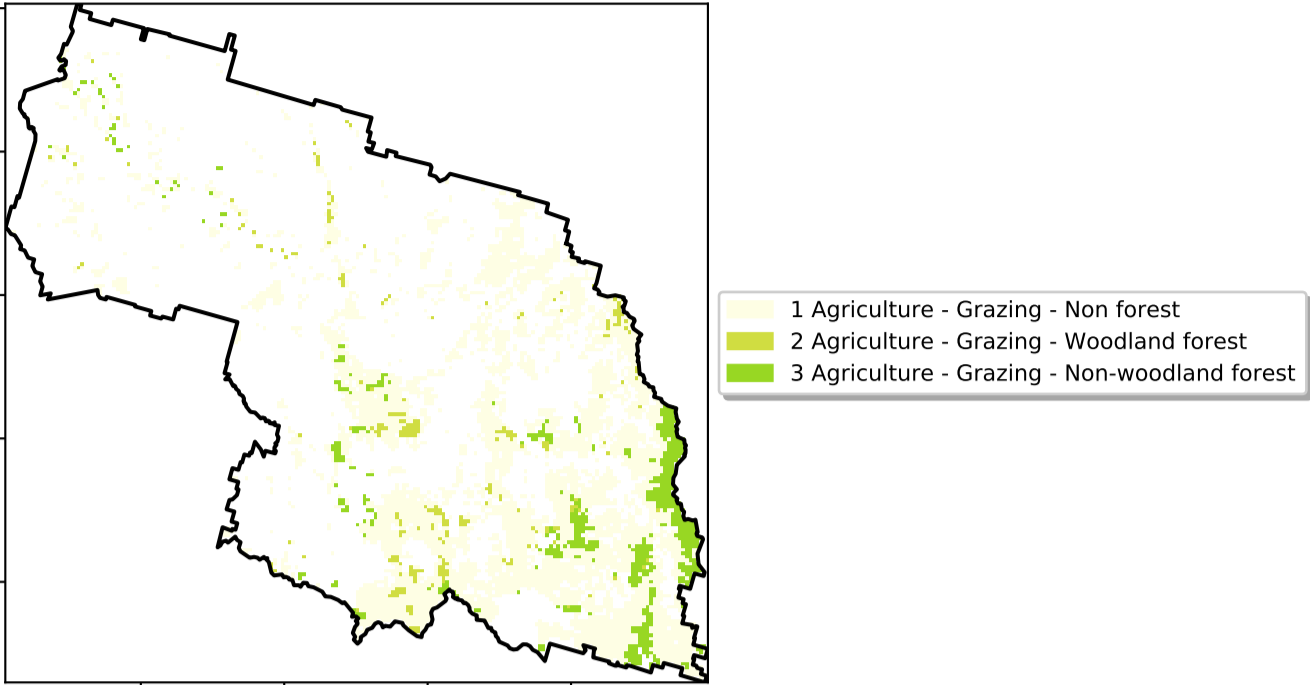 1 Agriculture - Grazing - Non forest
2 Agriculture - Grazing - Woodland forest
3 Agriculture - Grazing - Non-woodland forest